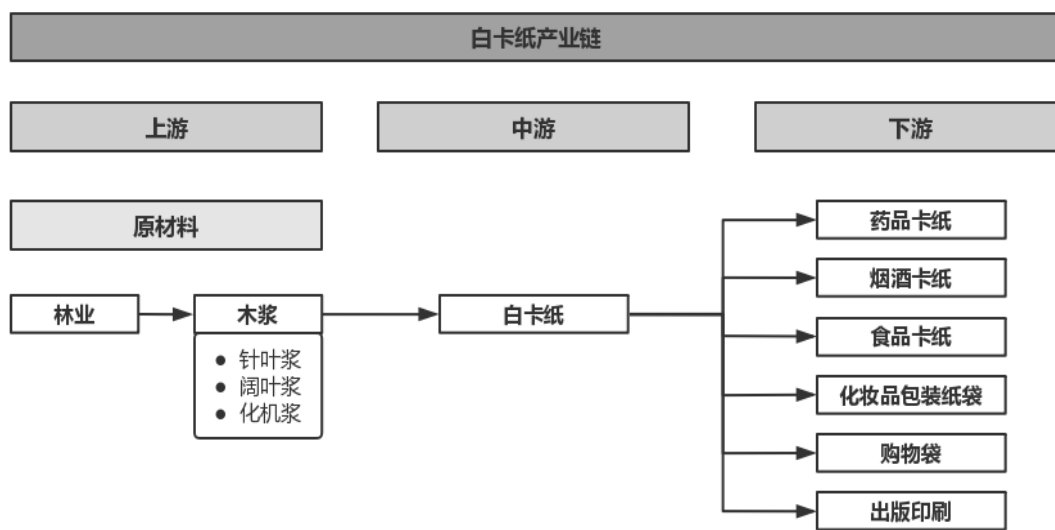 白卡纸产业链
上游
中游
下游
原材料
药品卡纸
烟酒卡纸
林业
木浆
白卡纸
食品卡纸
针叶浆
阔叶浆
化机浆
化妆品包装纸袋
购物袋
出版印刷